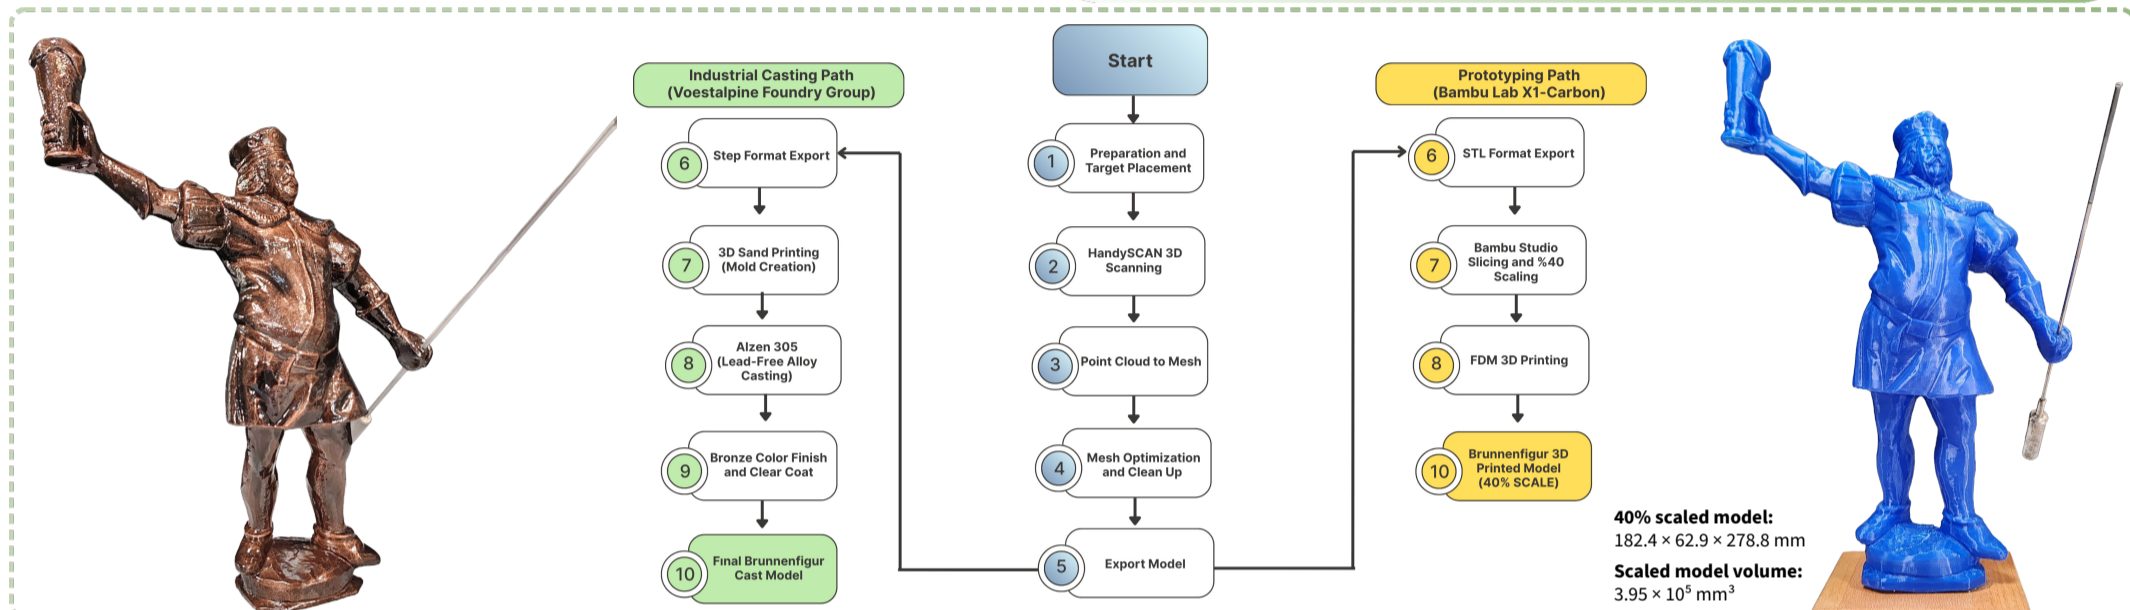 Industrial Casting Path
(Voestalpine Foundry Group)
6
Step Format Export
7
3D Sand Printing
(Mold Creation)
8
Alzen 305
(Lead-Free Alloy
Casting)
9
Bronze Color Finish
and Clear Coat
10
Final Brunnenfigur
Cast Model
Start
1
Preparation and
Target Placement
2
HandySCAN 3D
Scanning
3
Point Cloud to Mesh
4
Mesh Optimization
and Clean Up
5
Export Model
Prototyping Path
(Bambu Lab X1-Carbon)
6
STL Format Export
7
Bambu Studio
Slicing and %40
Scaling
8
FDM 3D Printing
10
Brunnenfigur 3D
Printed Model
(40% SCALE)
40% scaled model:
182.4 × 62.9 × 278.8 mm
Scaled model volume:
3.95 × 10⁵ mm³